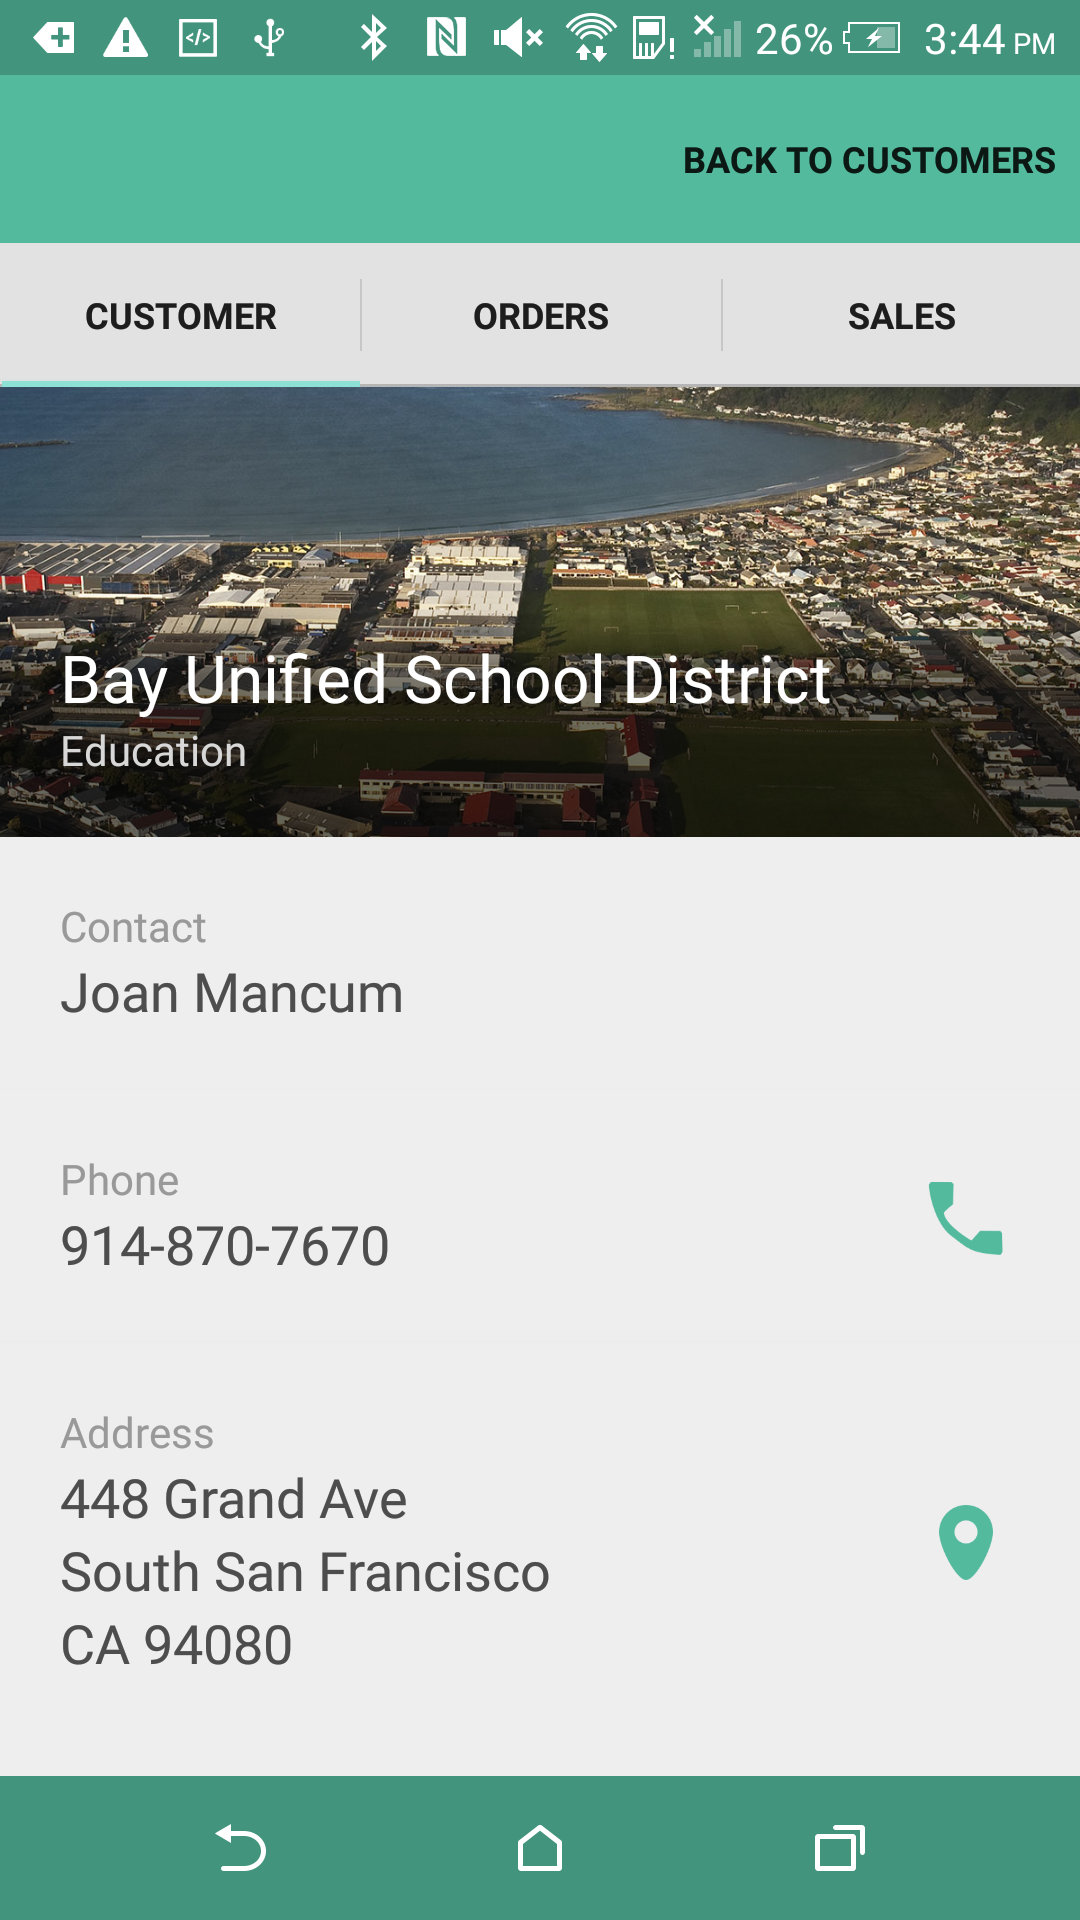 26% 3:44 PM
BACK TO CUSTOMERS
CUSTOMER ORDERS SALES
Bay Unified School District
Education
Contact
Joan Mancum
Phone
914-870-7670
Address
448 Grand Ave
South San Francisco
CA 94080